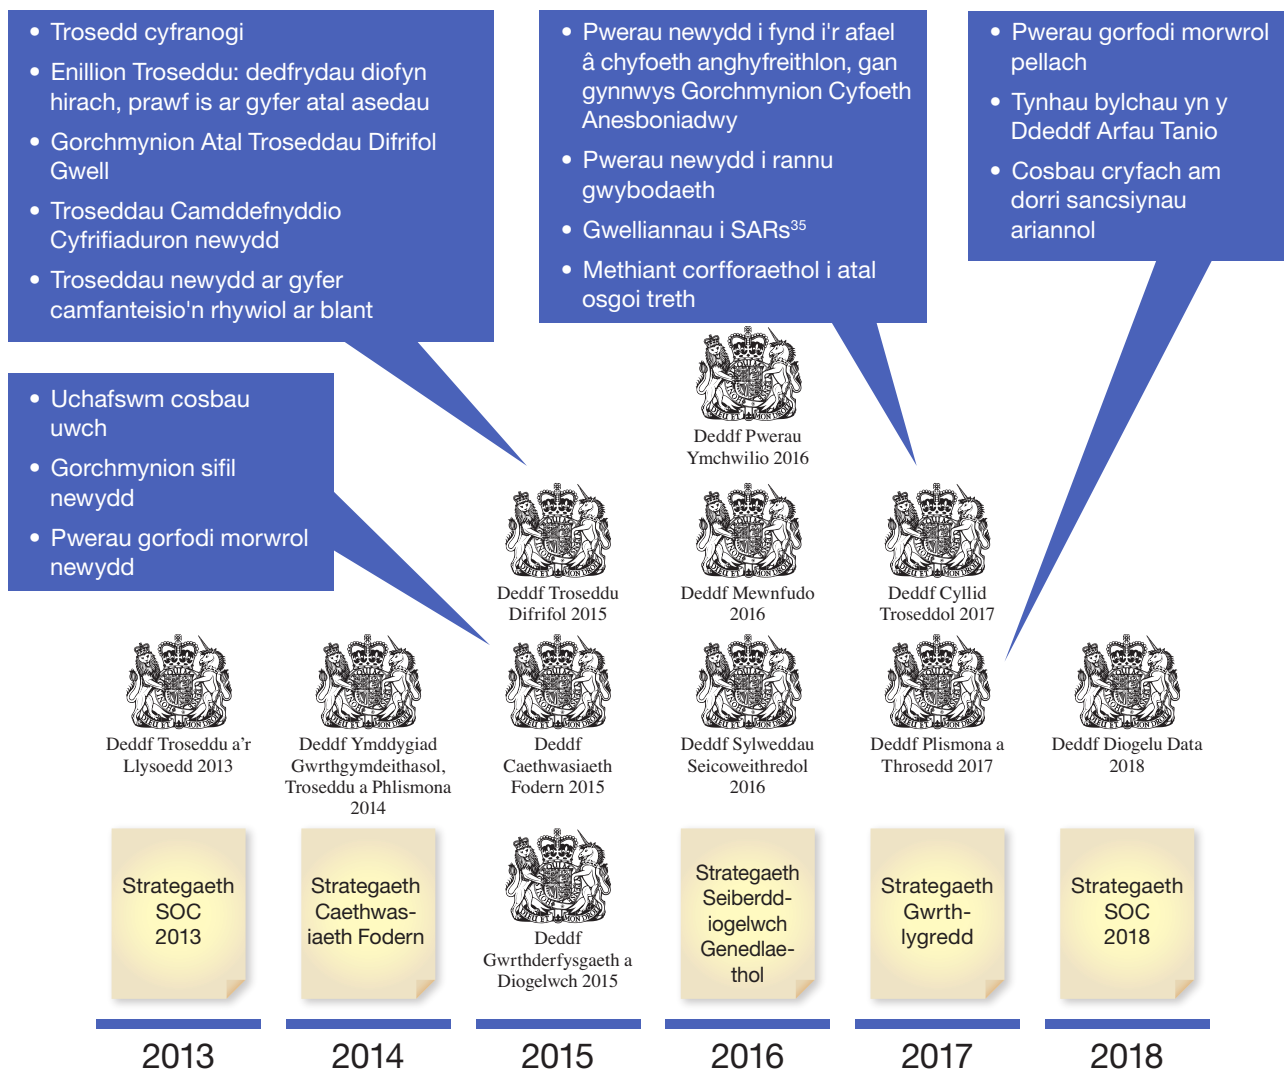 • Trosedd cyfranogi
• Enillion Troseddu: dedfrydau diofyn
hirach, prawf is ar gyfer atal asedau
• Gorchmynion Atal Troseddau Difrifol
Gwell
• Troseddau Camddefnyddio
Cyfrifiaduron newydd
• Troseddau newydd ar gyfer
camfanteisio'n rhywiol ar blant
• Pwerau newydd i fynd i'r afael
â chyfoeth anghyfreithlon, gan
gynnwys Gorchmynion Cyfoeth
Anesboniadwy
• Pwerau newydd i rannu
gwybodaeth
• Gwelliannau i SARs35
• Methiant corfforaethol i atal
osgoi treth
• Pwerau gorfodi morwrol
pellach
• Tynhau bylchau yn y
Ddeddf Arfau Tanio
• Cosbau cryfach am
dorri sancsiynau
ariannol
• Uchafswm cosbau
uwch
• Gorchmynion sifil
newydd
• Pwerau gorfodi morwrol
newydd
Deddf Pwerau
Ymchwilio 2016
Deddf Troseddu
Difrifol 2015
Deddf Mewnfudo
2016
Deddf Cyllid
Troseddol 2017
Deddf Troseddu a’r
Llysoedd 2013
Deddf Ymddygiad
Gwrthgymdeithasol,
Troseddu a Phlismona
2014
Deddf
Caethwasiaeth
Fodern 2015
Deddf Sylweddau
Seicoweithredol
2016
Deddf Plismona a
Throsedd 2017
Deddf Diogelu Data
2018
Strategaeth
SOC
2013
Strategaeth
Caethwas-
iaeth Fodern
Deddf
Gwrthderfysgaeth a
Diogelwch 2015
Strategaeth
Seiberdd-
iogelwch
Genedlae-
thol
Strategaeth
Gwrth-
lygredd
Strategaeth
SOC
2018
2013
2014
2015
2016
2017
2018